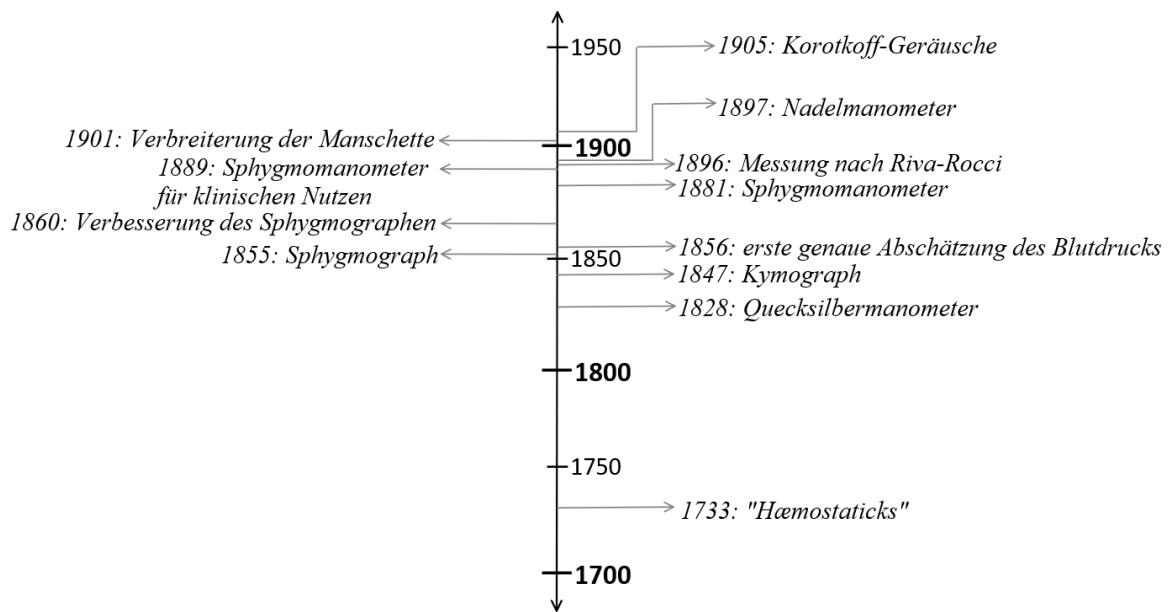 1950
1905: Korotkoff-Geräusche
1897: Nadelmanometer
1901: Verbreiterung der Manschette
1900
1889: Sphygmomanometer
für klinischen Nutzen
1896: Messung nach Riva-Rocci
1881: Sphygmomanometer
1860: Verbesserung des Sphygmographen
1856: erste genaue Abschätzung des Blutdrucks
1855: Sphygmograph
1850
1847: Kymograph
1828: Quecksilbermanometer
1800
1750
1733: "Hæmostaticks"
1700